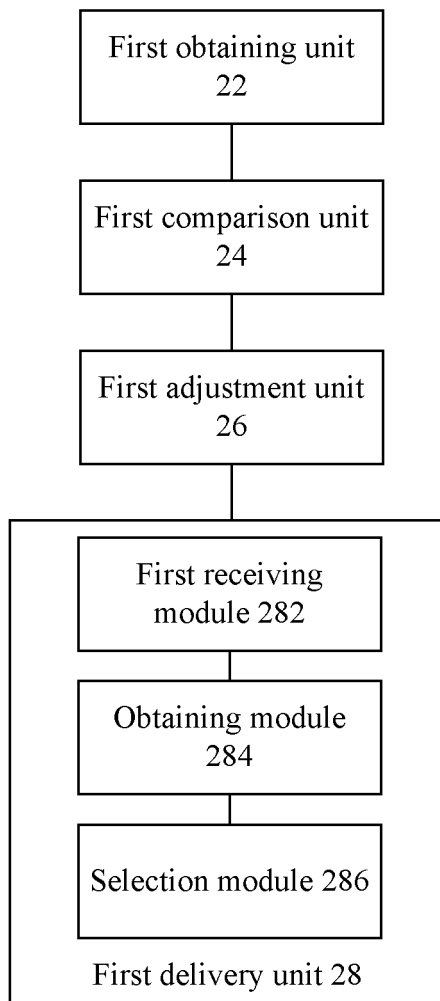 First obtaining unit
22
First comparison unit
24
First adjustment unit
26
First receiving
module 282
Obtaining module
284
Selection module 286
First delivery unit 28